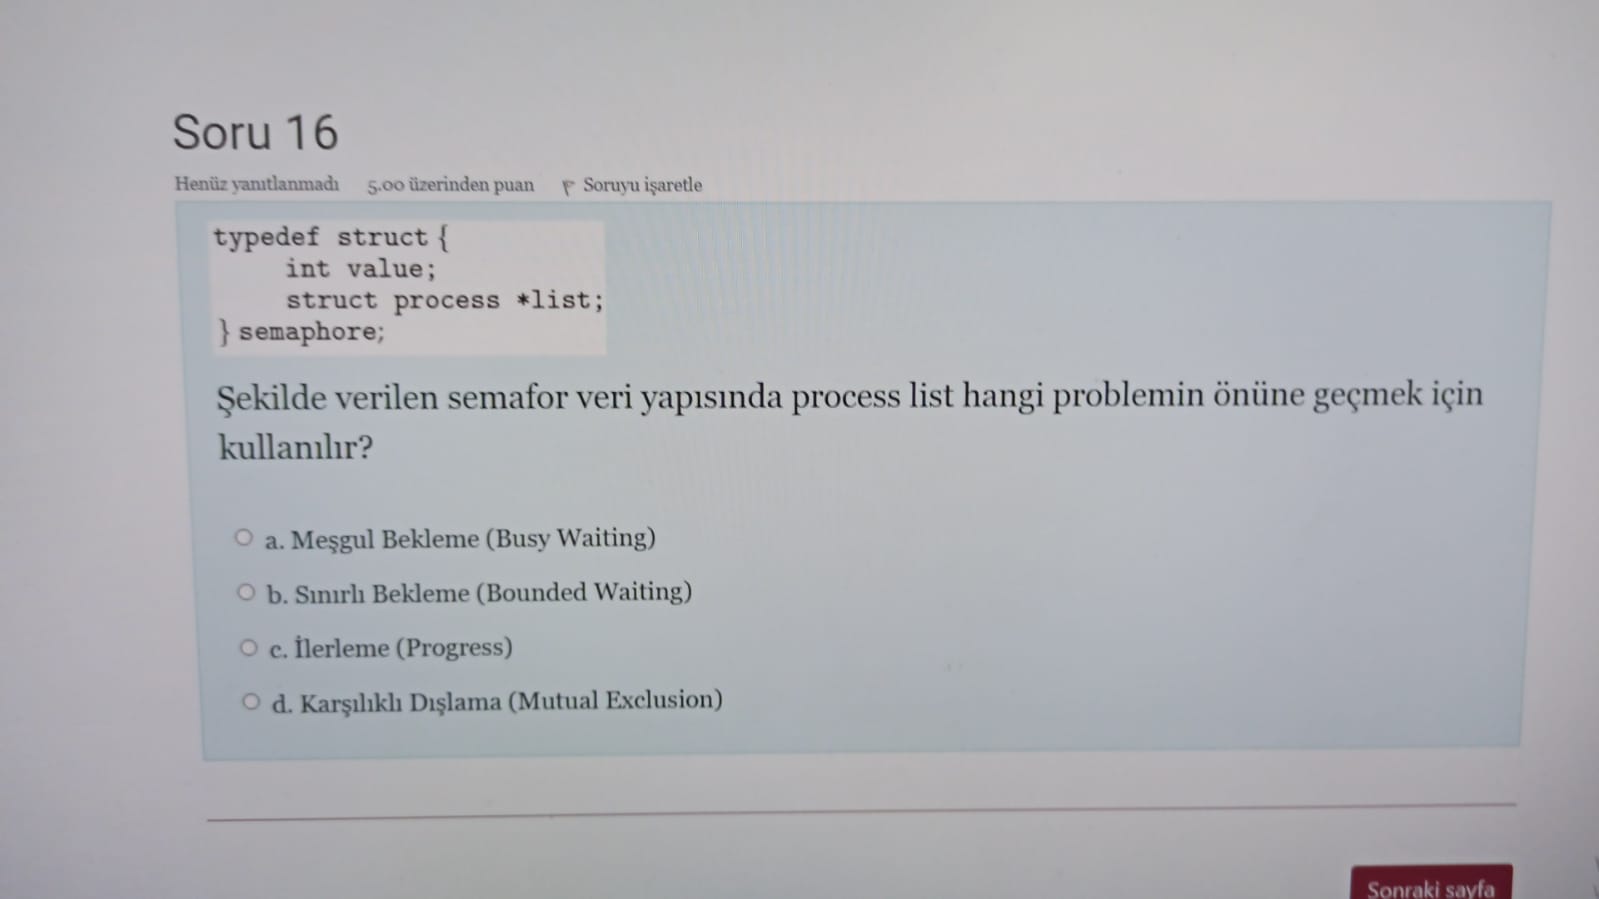 Soru 16
Henüz yanıtlanmadı 5,00 üzerinden puan Soruyu işaretle
typedef struct {
int value;
struct process *list;
} semaphore;
Şekilde verilen semafor veri yapısında process list hangi problemin önüne geçmek için
kullanılır?
a. Meşgul Bekleme (Busy Waiting)
b. Sınırlı Bekleme (Bounded Waiting)
c. İlerleme (Progress)
d. Karşılıklı Dışlama (Mutual Exclusion)
Sonraki sayfa